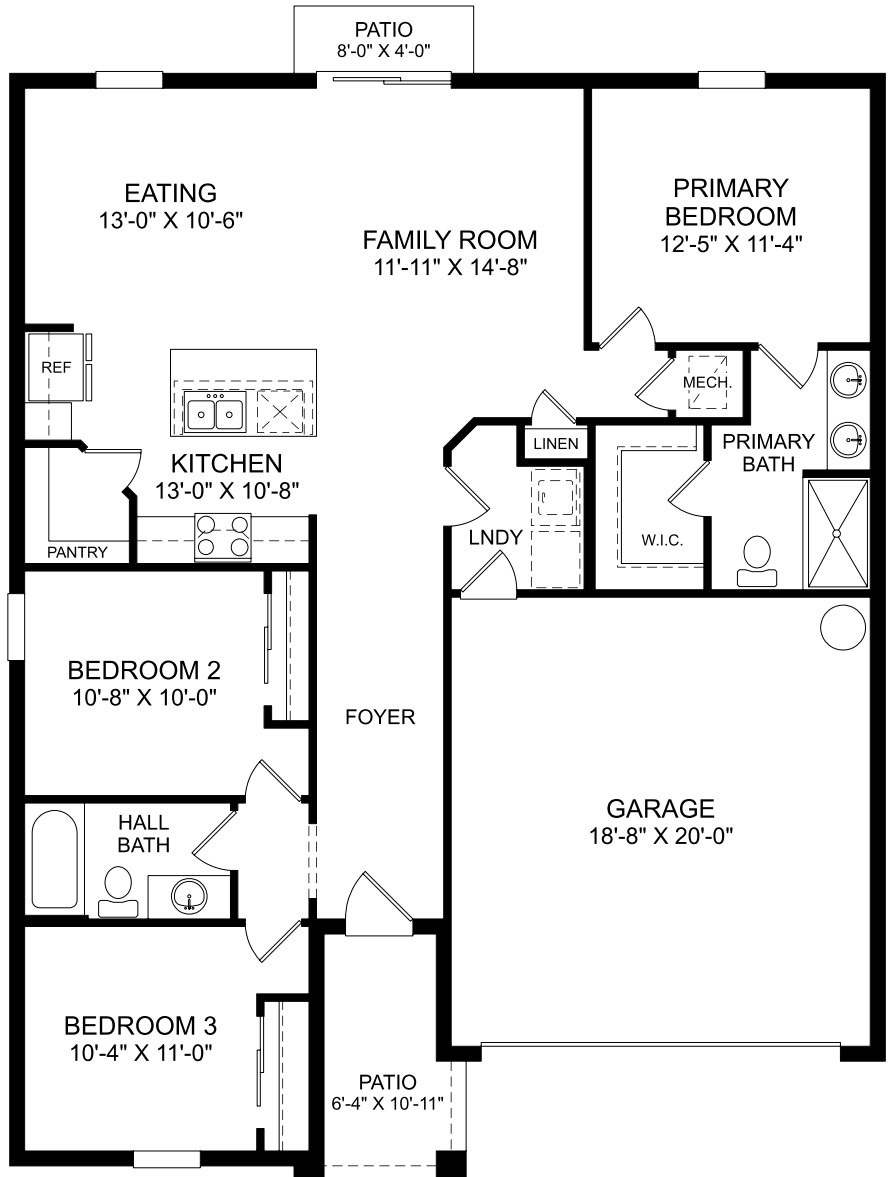 PATIO
8'-0" X 4'-0"
EATING
13'-0" X 10'-6"
FAMILY ROOM
11'-11" X 14'-8"
PRIMARY
BEDROOM
12'-5" X 11'-4"
REF
MECH.
LINEN
PRIMARY
BATH
KITCHEN
13'-0" X 10'-8"
PANTRY
LNDY
W.I.C.
BEDROOM 2
10'-8" X 10'-0"
FOYER
HALL
BATH
GARAGE
18'-8" X 20'-0"
BEDROOM 3
10'-4" X 11'-0"
PATIO
6'-4" X 10'-11"